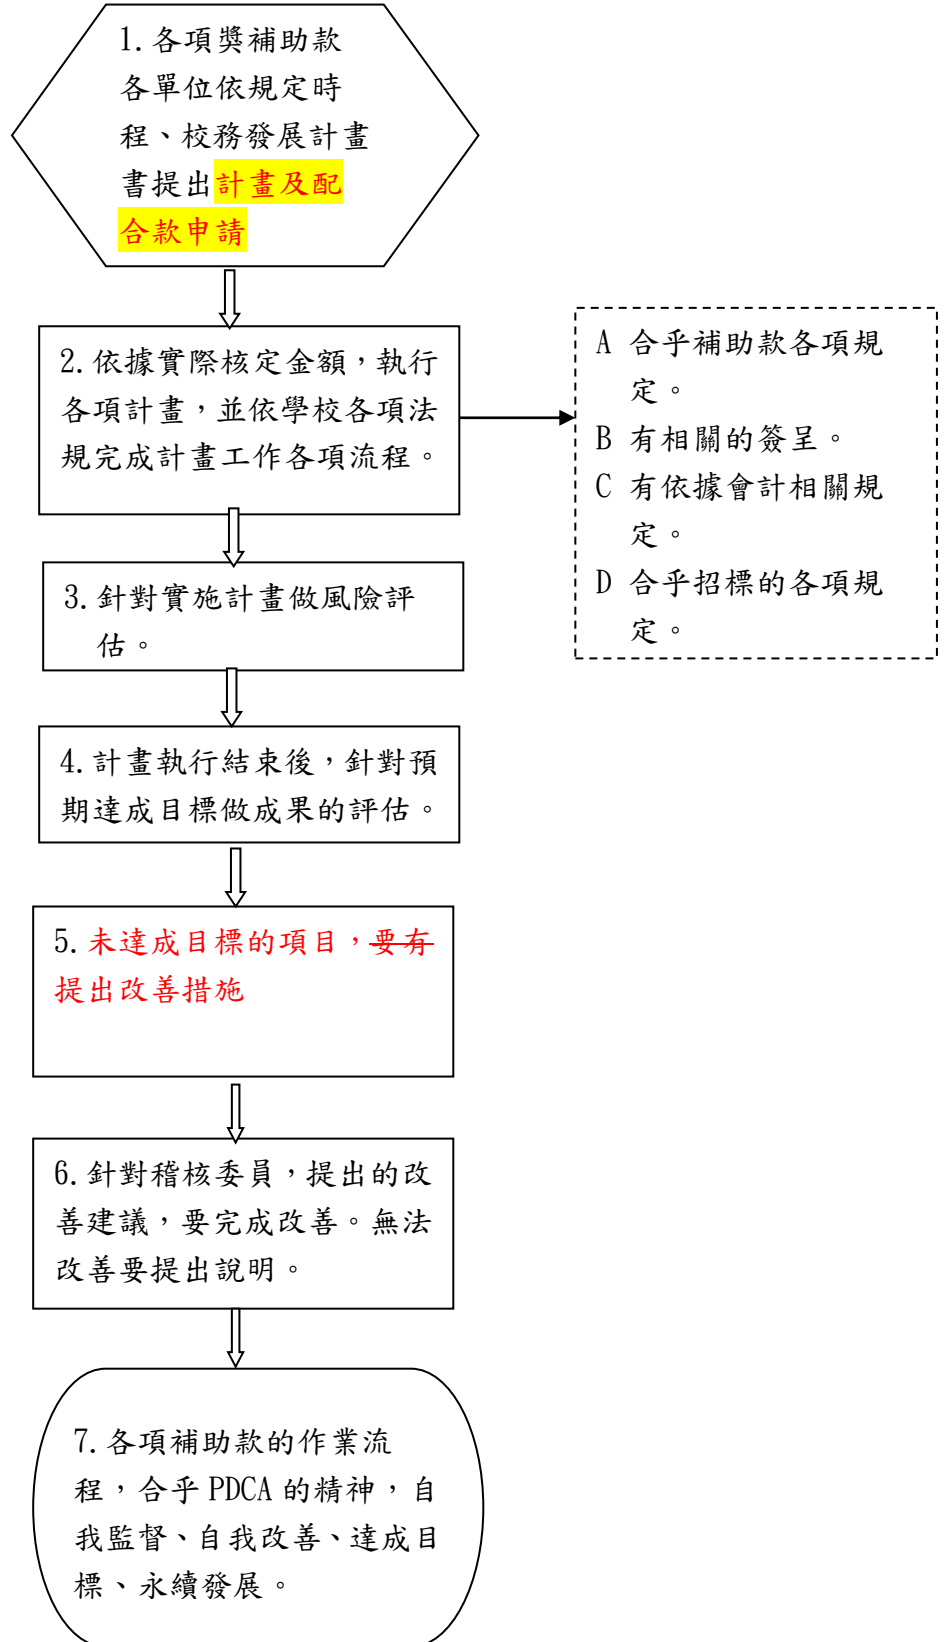 1. 各項獎補助款
各單位依規定時
程、校務發展計畫
書提出計畫及配
合款申請
2. 依據實際核定金額，執行
各項計畫，並依學校各項法
規完成計畫工作各項流程。
A 合乎補助款各項規
定。
B 有相關的簽呈。
C 有依據會計相關規
定。
D 合乎招標的各項規
定。
3. 針對實施計畫做風險評
估。
4. 計畫執行結束後，針對預
期達成目標做成果的評估。
5. 未達成目標的項目，要有
提出改善措施
6. 針對稽核委員，提出的改
善建議，要完成改善。無法
改善要提出說明。
7. 各項補助款的作業流
程，合乎 PDCA 的精神，自
我監督、自我改善、達成目
標、永續發展。